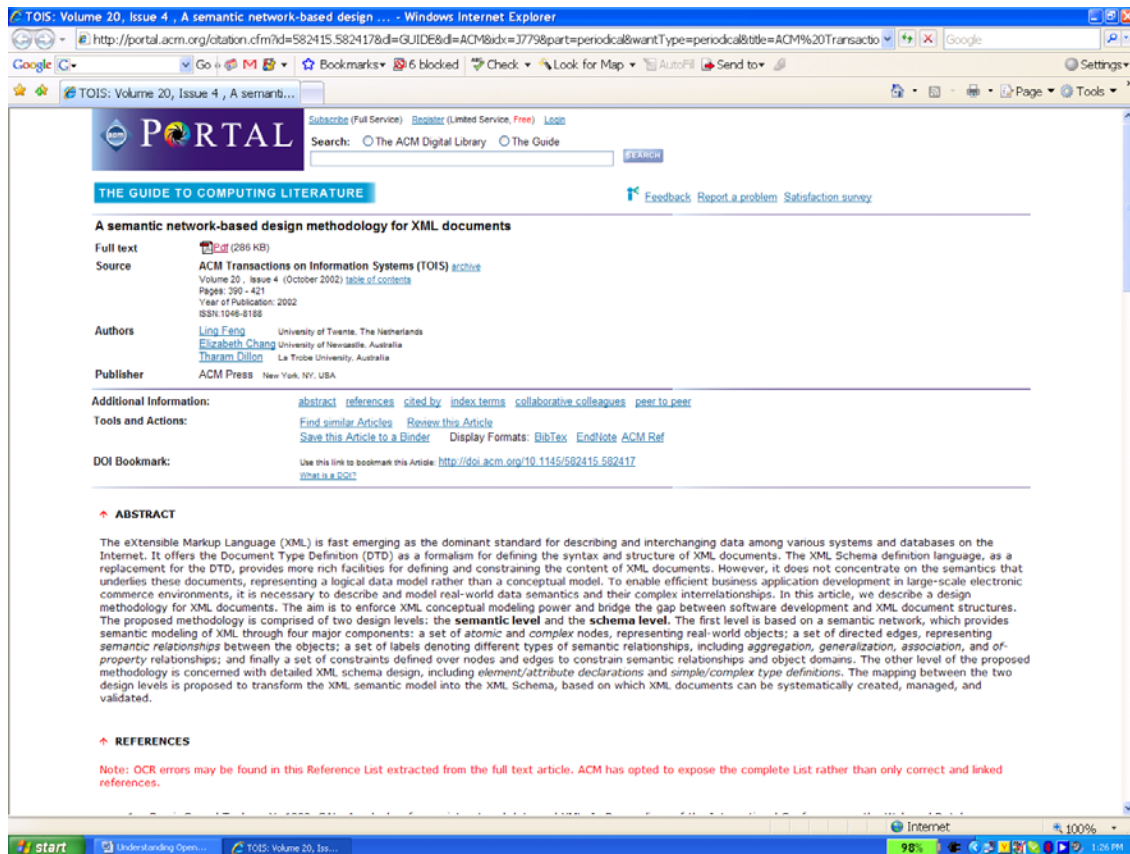 TOIS: Volume 20, Issue 4 , A semantic network-based design ... - Windows Internet Explorer
http://portal.acm.org/citation.cfm?id=582415.582417&dl=GUIDE&dl=ACM&idx=J779&part=periodical&wantType=periodical&title=ACM%20Transactio
Google
Google G Go M Bookmarks 6 blocked Check Look for Map AutoFill Send to Settings
TOIS: Volume 20, Issue 4 , A semanti... Page Tools
acm PORTAL
Subscribe (Full Service) Register (Limited Service, Free) Login
Search: The ACM Digital Library The Guide
SEARCH
THE GUIDE TO COMPUTING LITERATURE
Feedback Report a problem Satisfaction survey
A semantic network-based design methodology for XML documents
Full text Pdf (286 KB)
Source ACM Transactions on Information Systems (TOIS) archive
Volume 20 , Issue 4 (October 2002) table of contents
Pages: 390 - 421
Year of Publication: 2002
ISSN:1046-8188
Authors Ling Feng University of Twente, The Netherlands
Elizabeth Chang University of Newcastle, Australia
Tharam Dillon La Trobe University, Australia
Publisher ACM Press New York, NY, USA
Additional Information: abstract references cited by index terms collaborative colleagues peer to peer
Tools and Actions: Find similar Articles Review this Article
Save this Article to a Binder Display Formats: BibTex EndNote ACM Ref
DOI Bookmark: Use this link to bookmark this Article: http://doi.acm.org/10.1145/582415.582417
What is a DOI?
ABSTRACT
The eXtensible Markup Language (XML) is fast emerging as the dominant standard for describing and interchanging data among various systems and databases on the
Internet. It offers the Document Type Definition (DTD) as a formalism for defining the syntax and structure of XML documents. The XML Schema definition language, as a
replacement for the DTD, provides more rich facilities for defining and constraining the content of XML documents. However, it does not concentrate on the semantics that
underlies these documents, representing a logical data model rather than a conceptual model. To enable efficient business application development in large-scale electronic
commerce environments, it is necessary to describe and model real-world data semantics and their complex interrelationships. In this article, we describe a design
methodology for XML documents. The aim is to enforce XML conceptual modeling power and bridge the gap between software development and XML document structures.
The proposed methodology is comprised of two design levels: the semantic level and the schema level. The first level is based on a semantic network, which provides
semantic modeling of XML through four major components: a set of atomic and complex nodes, representing real-world objects; a set of directed edges, representing
semantic relationships between the objects; a set of labels denoting different types of semantic relationships, including aggregation, generalization, association, and of-
property relationships; and finally a set of constraints defined over nodes and edges to constrain semantic relationships and object domains. The other level of the proposed
methodology is concerned with detailed XML schema design, including element/attribute declarations and simple/complex type definitions. The mapping between the two
design levels is proposed to transform the XML semantic model into the XML Schema, based on which XML documents can be systematically created, managed, and
validated.
REFERENCES
Note: OCR errors may be found in this Reference List extracted from the full text article. ACM has opted to expose the complete List rather than only correct and linked
references.
Internet 100%
start Understanding Open... TOIS: Volume 20, Iss... 98% 1:26 PM